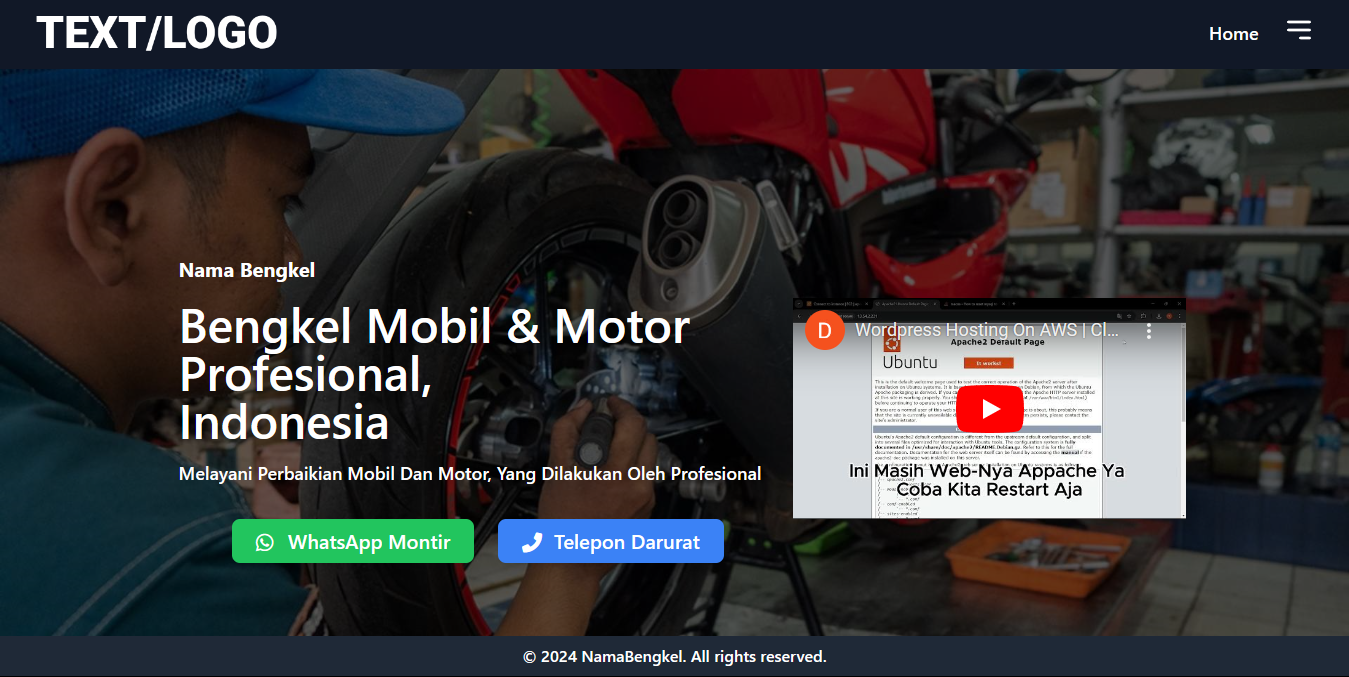 TEXT/LOGO
Home
Nama Bengkel
Bengkel Mobil & Motor
Profesional,
Indonesia
Melayani Perbaikian Mobil Dan Motor, Yang Dilakukan Oleh Profesional
WhatsApp Montir
Telepon Darurat
D
Wordpress Hosting On AWS | Cl...
Apache2 Default Page
Ubuntu
It works!
Ini Masih Web-Nya Appache Ya
Coba Kita Restart Aja
© 2024 NamaBengkel. All rights reserved.